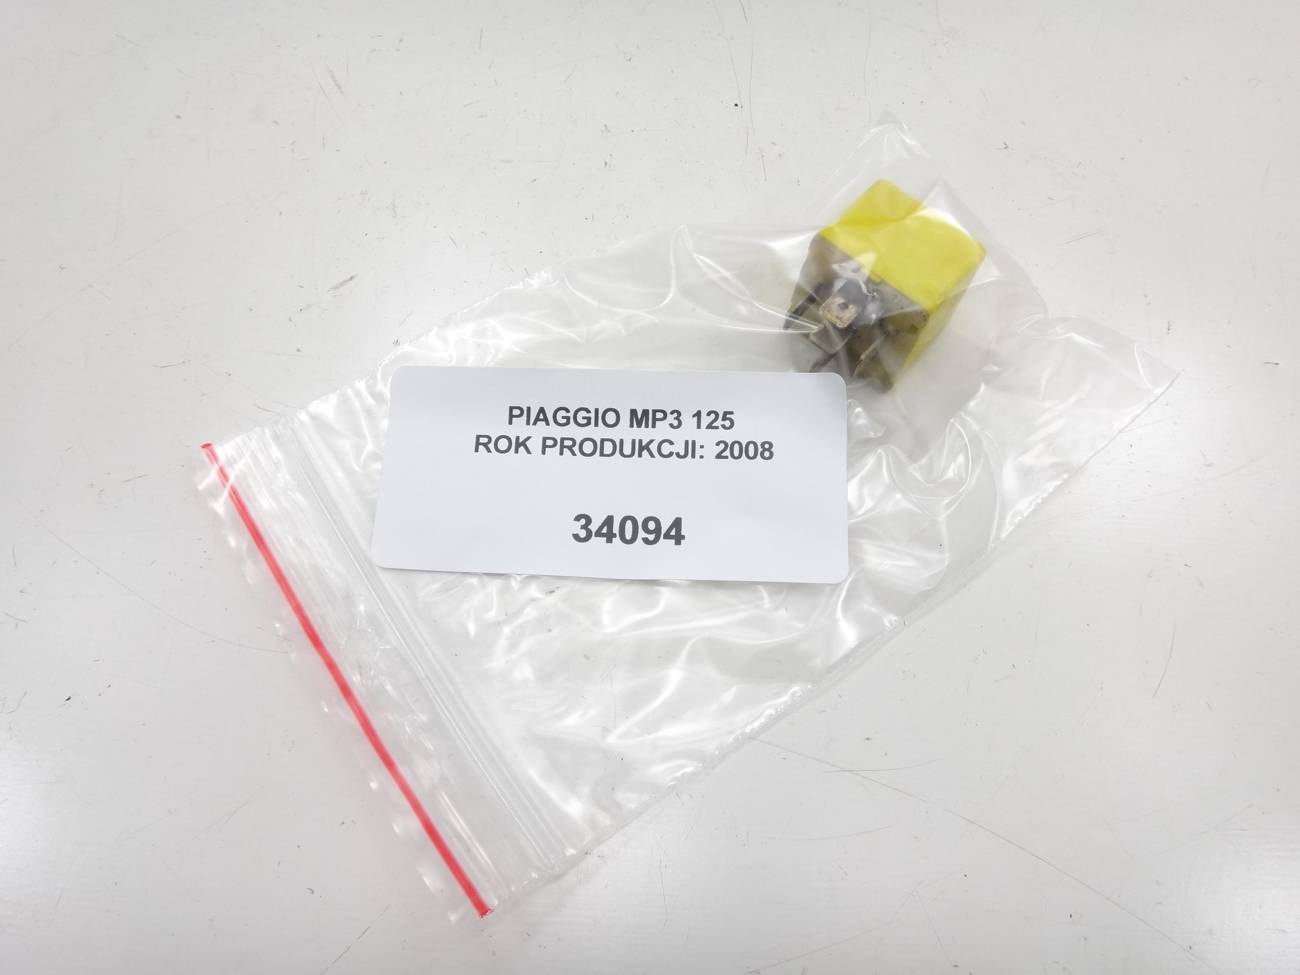 PIAGGIO MP3 125
ROK PRODUKCJI: 2008
34094